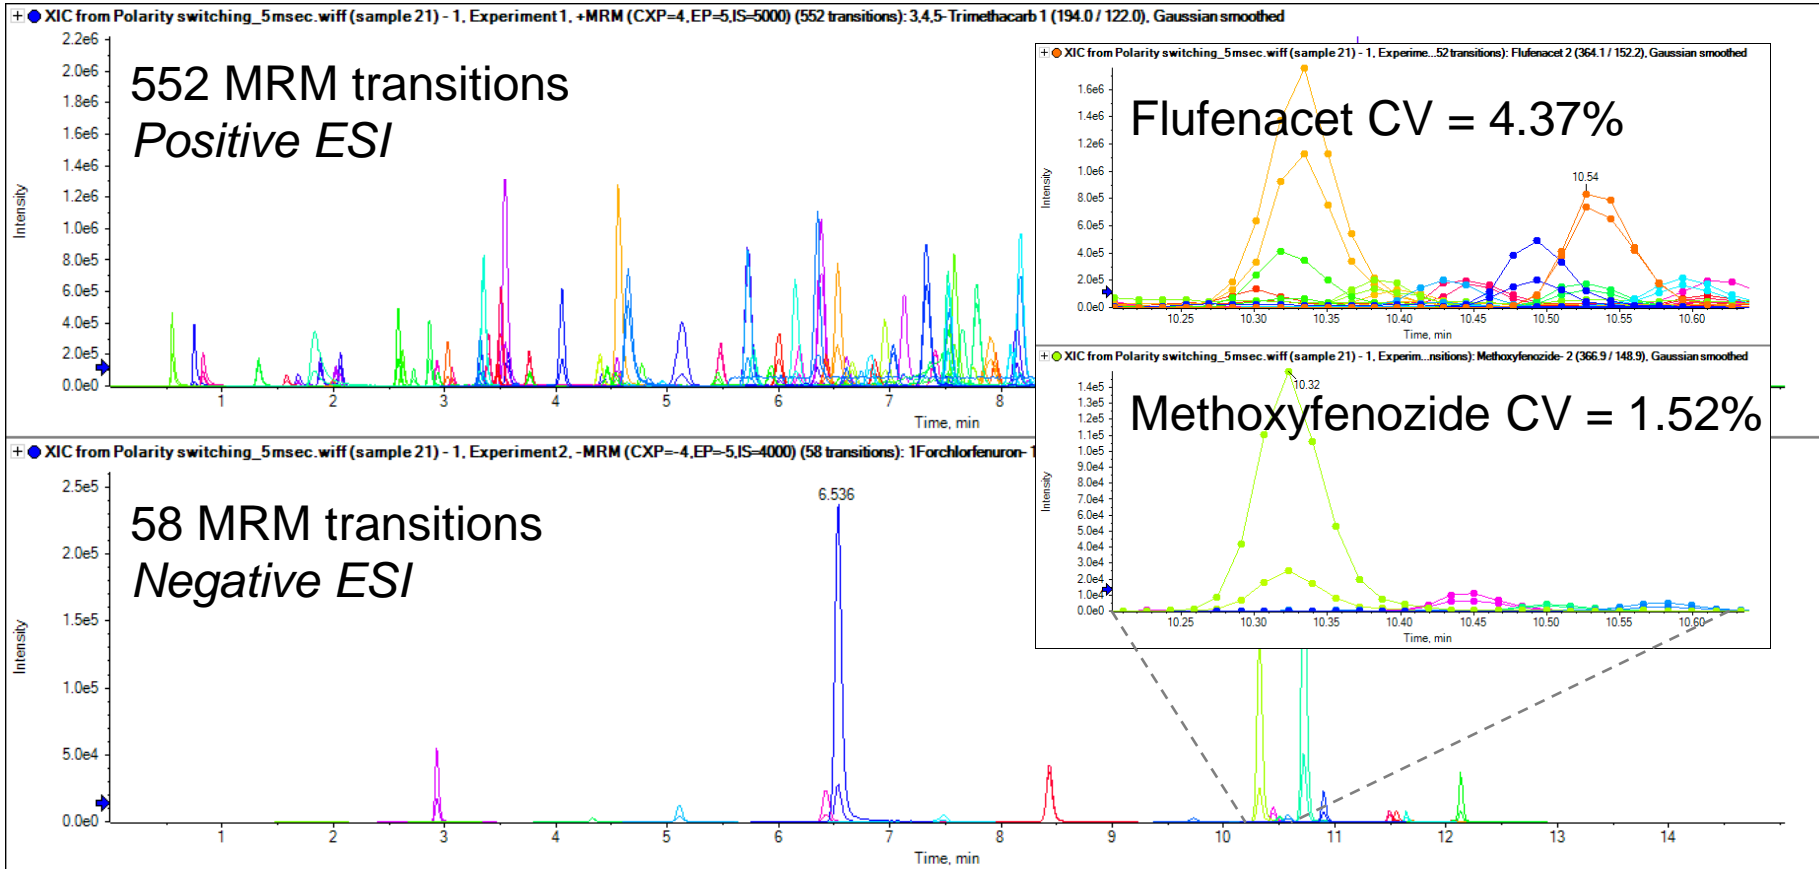 XIC from Polarity switching_5msec.wiff (sample 21) - 1, Experiment 1, +MRM (CXP=4,EP=5,IS=5000) (552 transitions): 3,4,5-Trimethacarb 1 (194.0 / 122.0), Gaussian smoothed
552 MRM transitions
Positive ESI
Intensity
2.2e6
2.0e6
1.8e6
1.6e6
1.4e6
1.2e6
1.0e6
8.0e5
6.0e5
4.0e5
2.0e5
0.0e0
1 2 3 4 5 6 7 8
Time, min
XIC from Polarity switching_5msec.wiff (sample 21) - 1, Experime...52 transitions): Flufenacet 2 (364.1 / 152.2), Gaussian smoothed
Flufenacet CV = 4.37%
Intensity
1.6e6
1.4e6
1.2e6
1.0e6
8.0e5
6.0e5
4.0e5
2.0e5
0.0e0
10.54
10.25 10.30 10.35 10.40 10.45 10.50 10.55 10.60
Time, min
XIC from Polarity switching_5msec.wiff (sample 21) - 1, Experim...nsitions): Methoxyfenozide- 2 (366.9 / 148.9), Gaussian smoothed
Methoxyfenozide CV = 1.52%
Intensity
1.4e5
1.3e5
1.2e5
1.1e5
1.0e5
9.0e4
8.0e4
7.0e4
6.0e4
5.0e4
4.0e4
3.0e4
2.0e4
1.0e4
0.0e0
10.32
10.25 10.30 10.35 10.40 10.45 10.50 10.55 10.60
Time, min
XIC from Polarity switching_5msec.wiff (sample 21) - 1, Experiment 2, -MRM (CXP=-4,EP=-5,IS=-4000) (58 transitions): 1Forchlorfenuron- 1
58 MRM transitions
Negative ESI
Intensity
2.5e5
2.0e5
1.5e5
1.0e5
5.0e4
0.0e0
6.536
1 2 3 4 5 6 7 8 9 10 11 12 13 14
Time, min